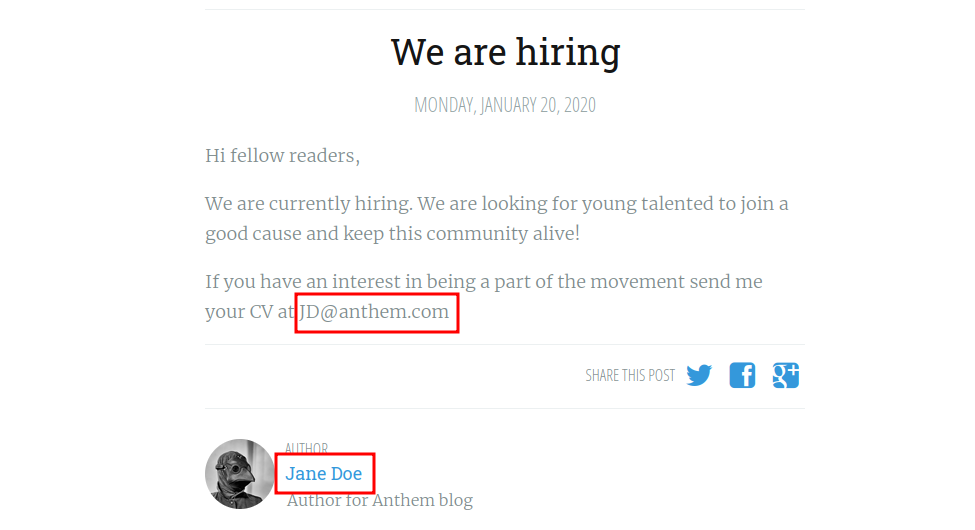 We are hiring
MONDAY, JANUARY 20, 2020
Hi fellow readers,
We are currently hiring. We are looking for young talented to join a
good cause and keep this community alive!
If you have an interest in being a part of the movement send me
your CV at JD@anthem.com
SHARE THIS POST
g+
AUTHOR
Jane Doe
Author for Anthem blog